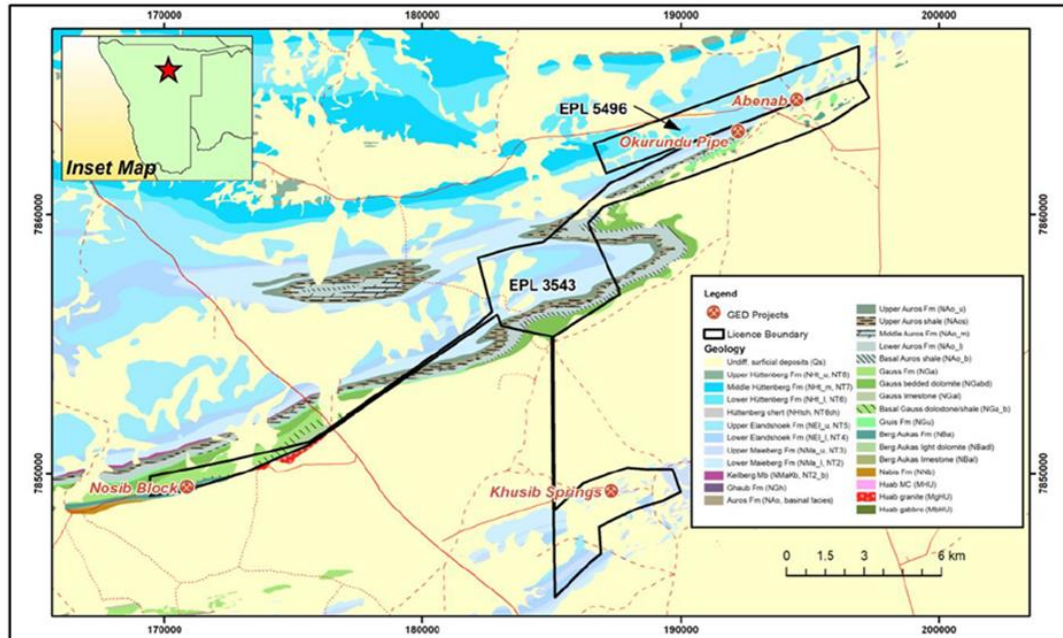 170000 180000 190000 200000
Inset Map
EPL 5496
Abenab
Okurundu Pipe
7860000 7860000
EPL 3543
Nosib Block
Khusib Springs
7850000 7850000
Legend
GED Projects
Licence Boundary
Geology
Undiff. surficial deposits (Qs)
Upper Hüttenberg Fm (NHt_u, NT8)
Middle Hüttenberg Fm (NHt_m, NT7)
Lower Hüttenberg Fm (NHt_l, NT6)
Hüttenberg chert (NHtch, NT6ch)
Upper Elandshoek Fm (NEl_u, NT5)
Lower Elandshoek Fm (NEl_l, NT4)
Upper Maieberg Fm (NMa_u, NT3)
Lower Maieberg Fm (NMa_l, NT2)
Keilberg Mb (NMaKb, NT2_b)
Ghaub Fm (NGh)
Auros Fm (NAo, basinal facies)
Upper Auros Fm (NAo_u)
Upper Auros shale (NAos)
Middle Auros Fm (NAo_m)
Lower Auros Fm (NAo_l)
Basal Auros shale (NAo_b)
Gauss Fm (NGa)
Gauss bedded dolomite (NGabd)
Gauss limestone (NGal)
Basal Gauss dolostone/shale (NGa_b)
Gruis Fm (NGu)
Berg Aukas Fm (NBa)
Berg Aukas light dolomite (NBadl)
Berg Aukas limestone (NBal)
Nabis Fm (NNb)
Huab MC (MHU)
Huab granite (MgHU)
Huab gabbro (MbHU)
0 1.5 3 6 km
170000 180000 190000 200000